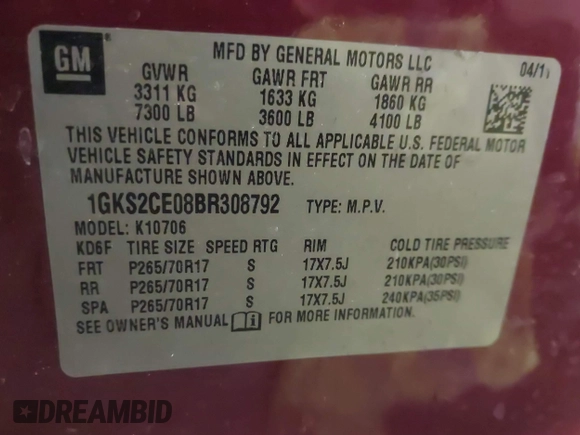 GM
MFD BY GENERAL MOTORS LLC
04/11
GVWR GAWR FRT GAWR RR
3311 KG 1633 KG 1860 KG
7300 LB 3600 LB 4100 LB
THIS VEHICLE CONFORMS TO ALL APPLICABLE U.S. FEDERAL MOTOR
VEHICLE SAFETY STANDARDS IN EFFECT ON THE DATE OF
MANUFACTURE SHOWN ABOVE.
1GKS2CE08BR308792 TYPE: M.P.V.
MODEL: K10706
KD6F TIRE SIZE SPEED RTG RIM COLD TIRE PRESSURE
FRT P265/70R17 S 17X7.5J 210KPA(30PSI)
RR P265/70R17 S 17X7.5J 210KPA(30PSI)
SPA P265/70R17 S 17X7.5J 240KPA(35PSI)
SEE OWNER'S MANUAL FOR MORE INFORMATION.
DREAMBID